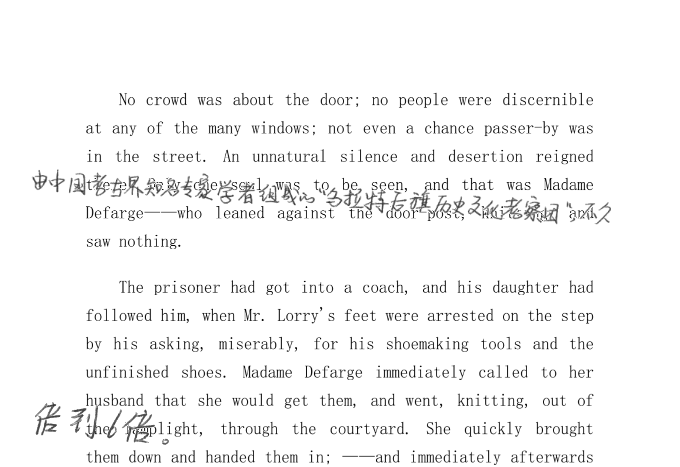 No crowd was about the door; no people were discernible
at any of the many windows; not even a chance passer-by was
in the street. An unnatural silence and desertion reigned
由中国考古界知名专家学者组成的“乌拉特后旗历史文化考察团”,不久
soul was to be seen, and that was Madame
Defarge——who leaned against the door-post, and
saw nothing.
The prisoner had got into a coach, and his daughter had
followed him, when Mr. Lorry's feet were arrested on the step
by his asking, miserably, for his shoemaking tools and the
unfinished shoes. Madame Defarge immediately called to her
husband that she would get them, and went, knitting, out of
倍到6倍。
the lamplight, through the courtyard. She quickly brought
them down and handed them in; ——and immediately afterwards